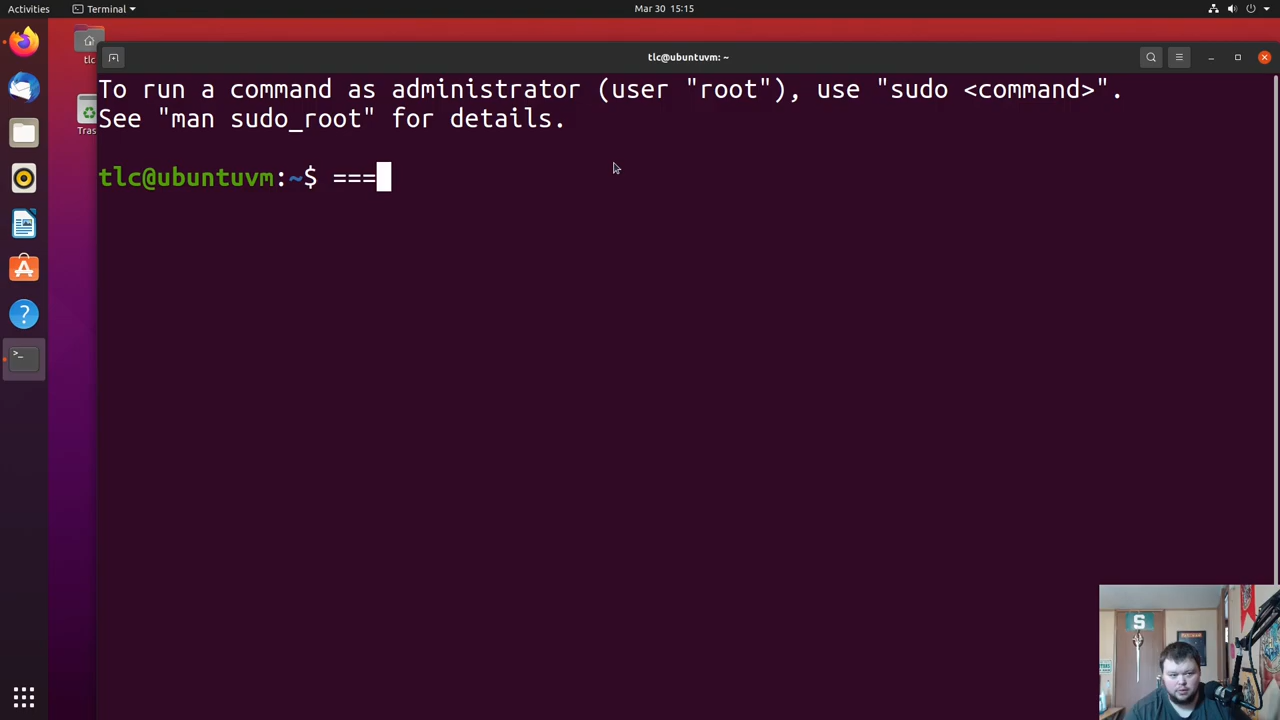 Activities
Terminal
Mar 30 15:15
tlc@ubuntuvm: ~
tlc
Tras
To run a command as administrator (user "root"), use "sudo <command>".
See "man sudo_root" for details.
tlc@ubuntuvm:~$ ===
S